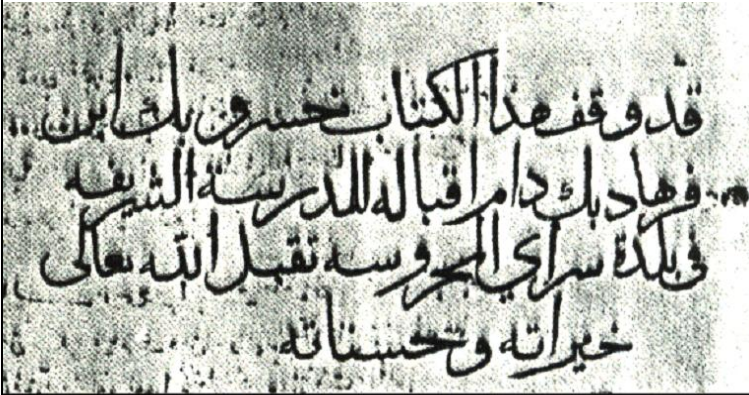 قد وقف هذا الكتاب خسرو بك ابن
فرهاد بك دام اقباله للمدرسة الشريفه
فى بلدة سراي المحروسه تقبل الله تعالى
خيراته وحسناته